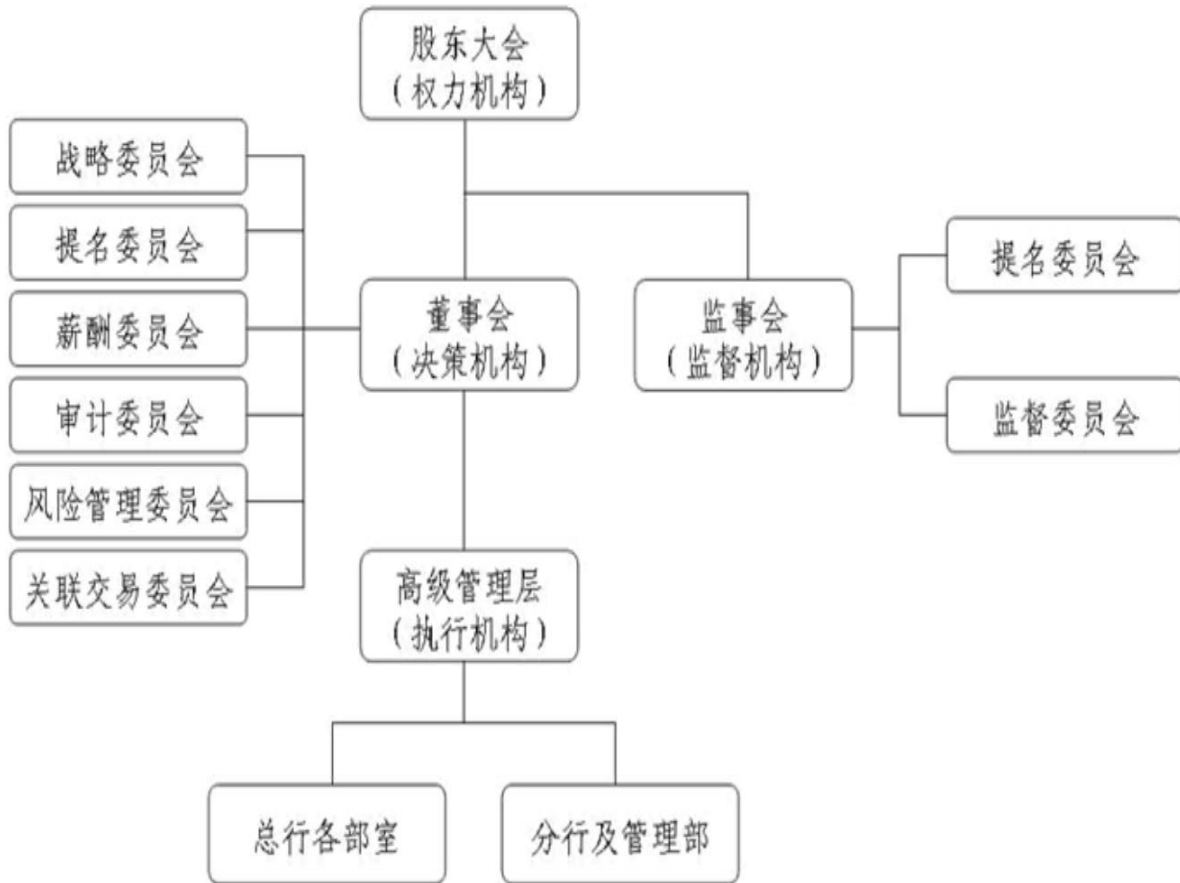 股东大会
（权力机构）
战略委员会
提名委员会
薪酬委员会
审计委员会
风险管理委员会
关联交易委员会
董事会
（决策机构）
监事会
（监督机构）
提名委员会
监督委员会
高级管理层
（执行机构）
总行各部室
分行及管理部